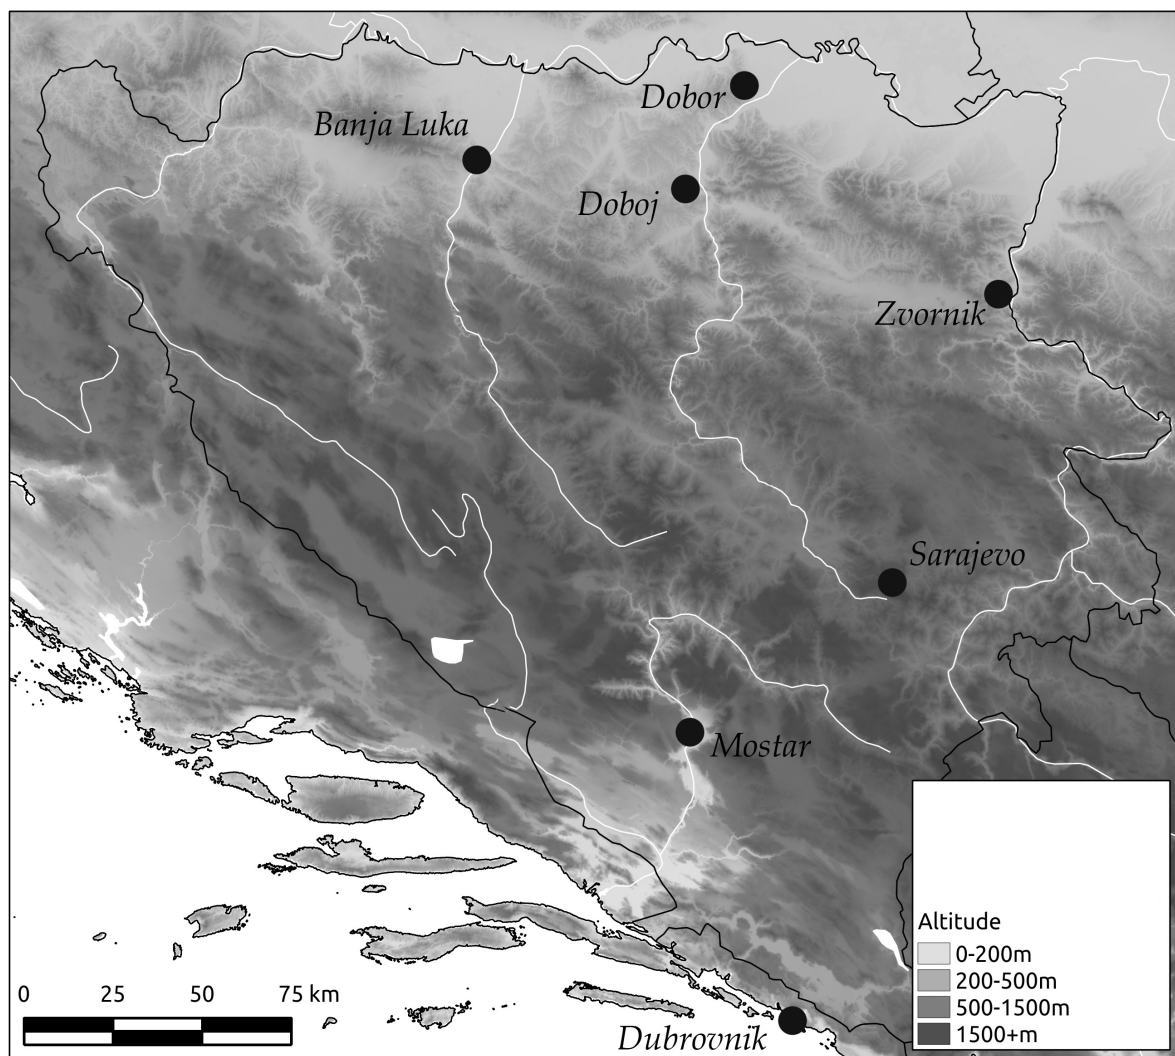 Dobor
Banja Luka
Doboj
Zvornik
Sarajevo
Mostar
Altitude
0-200m
200-500m
500-1500m
1500+m
0 25 50 75 km
Dubrovnik